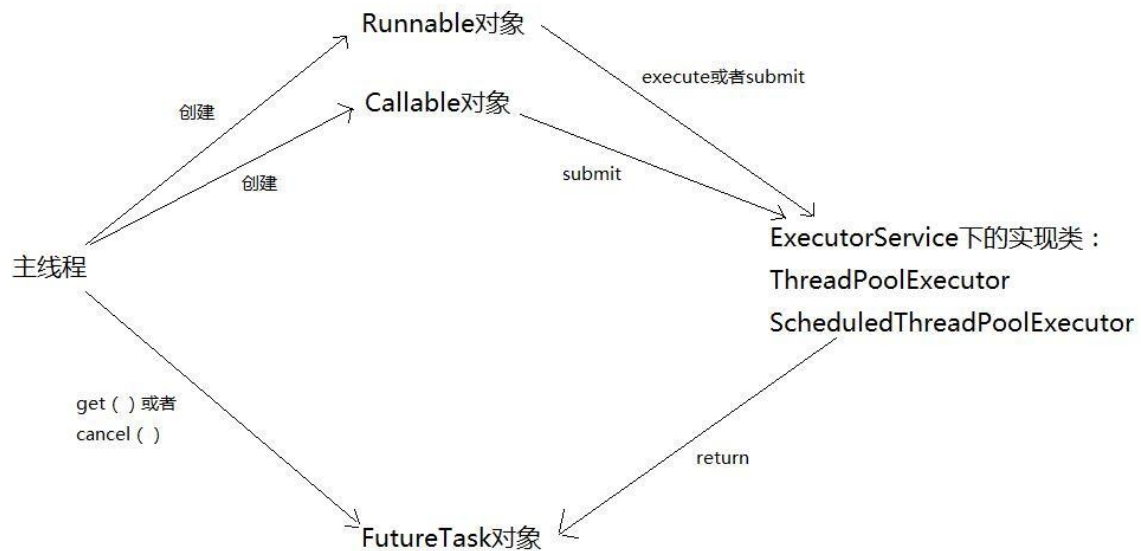 Runnable对象
execute或者submit
Callable对象
创建
创建
submit
ExecutorService下的实现类：
主线程
ThreadPoolExecutor
ScheduledThreadPoolExecutor
get（）或者
cancel（）
return
FutureTask对象